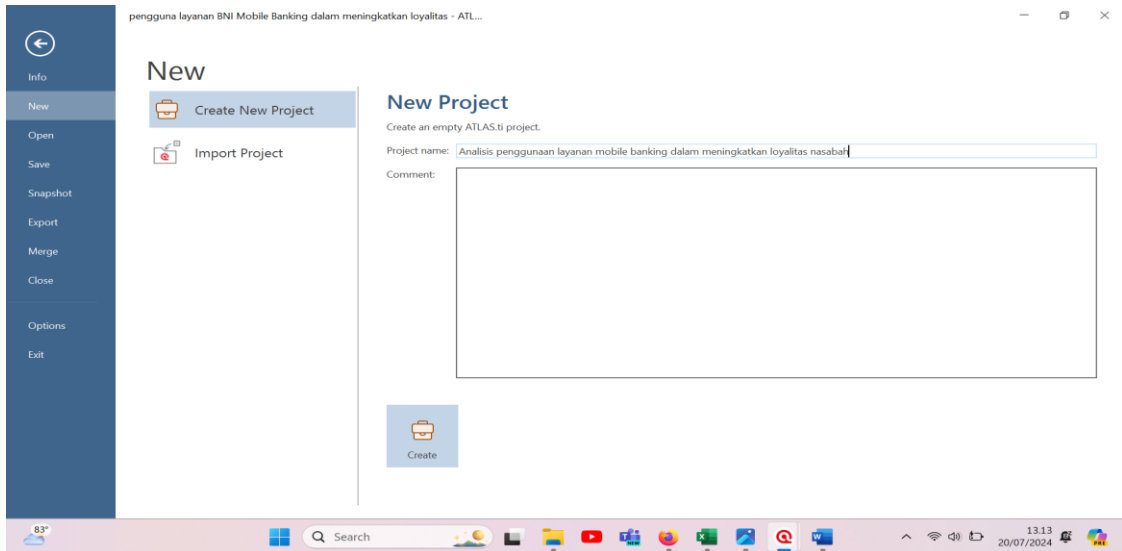 pengguna layanan BNI Mobile Banking dalam meningkatkan loyalitas - ATL...
Info
New
Open
Save
Snapshot
Export
Merge
Close
Options
Exit
New
Create New Project
Import Project
New Project
Create an empty ATLAS.ti project.
Project name: Analisis penggunaan layanan mobile banking dalam meningkatkan loyalitas nasabah
Comment:
Create
83°
Search
13.13
20/07/2024